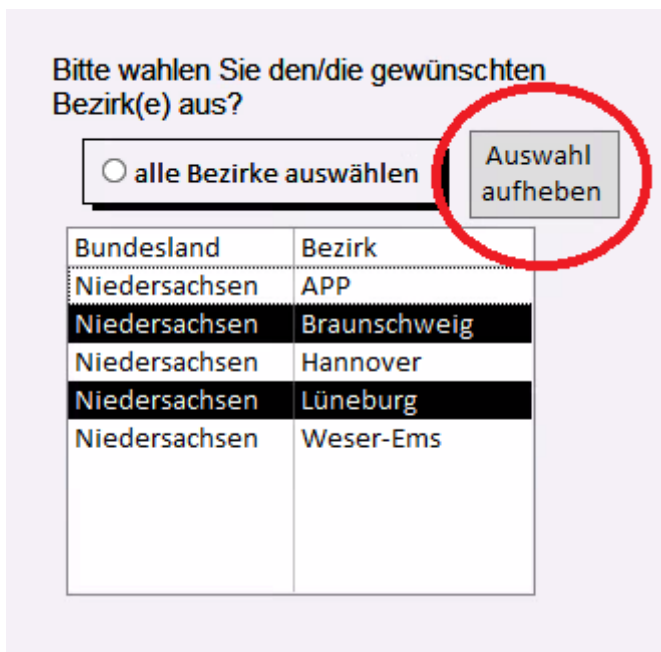 Bitte wahlen Sie den/die gewünschten
Bezirk(e) aus?
alle Bezirke auswählen
Auswahl
aufheben
Bundesland Bezirk
Niedersachsen APP
Niedersachsen Braunschweig
Niedersachsen Hannover
Niedersachsen Lüneburg
Niedersachsen Weser-Ems